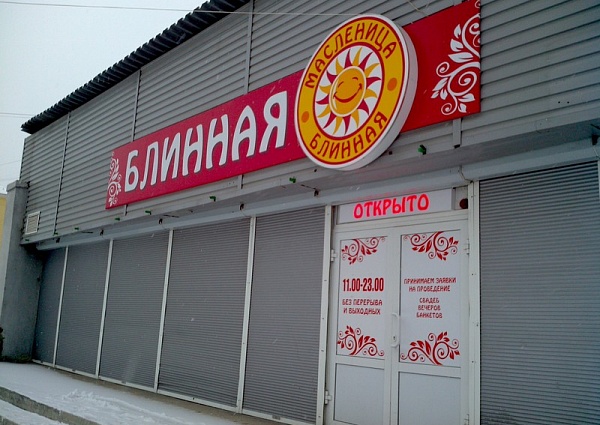 БЛИННАЯ
МАСЛЕНИЦА
БЛИННАЯ
ОТКРЫТО
11.00-23.00
БЕЗ ПЕРЕРЫВА
И ВЫХОДНЫХ
ПРИНИМАЕМ ЗАЯВКИ
НА ПРОВЕДЕНИЕ
СВАДЕБ
ВЕЧЕРОВ
БАНКЕТОВ